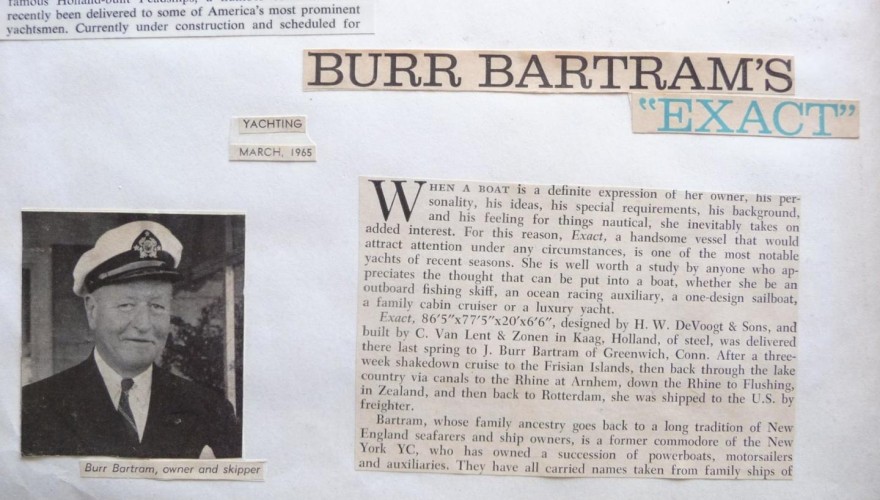 famous Holland-built Feadships, a
recently been delivered to some of America's most prominent
yachtsmen. Currently under construction and scheduled for
BURR BARTRAM'S
"EXACT"
YACHTING
MARCH, 1965
WHEN A BOAT is a definite expression of her owner, his per-
sonality, his ideas, his special requirements, his background,
and his feeling for things nautical, she inevitably takes on
added interest. For this reason, Exact, a handsome vessel that would
attract attention under any circumstances, is one of the most notable
yachts of recent seasons. She is well worth a study by anyone who ap-
preciates the thought that can be put into a boat, whether she be an
outboard fishing skiff, an ocean racing auxiliary, a one-design sailboat,
a family cabin cruiser or a luxury yacht.
Exact, 86'5"x77'5"x20'x6'6", designed by H. W. DeVoogt & Sons, and
built by C. Van Lent & Zonen in Kaag, Holland, of steel, was delivered
there last spring to J. Burr Bartram of Greenwich, Conn. After a three-
week shakedown cruise to the Frisian Islands, then back through the lake
country via canals to the Rhine at Arnhem, down the Rhine to Flushing,
in Zealand, and then back to Rotterdam, she was shipped to the U.S. by
freighter.
Bartram, whose family ancestry goes back to a long tradition of New
England seafarers and ship owners, is a former commodore of the New
York YC, who has owned a succession of powerboats, motorsailers
and auxiliaries. They have all carried names taken from family ships of
Burr Bartram, owner and skipper